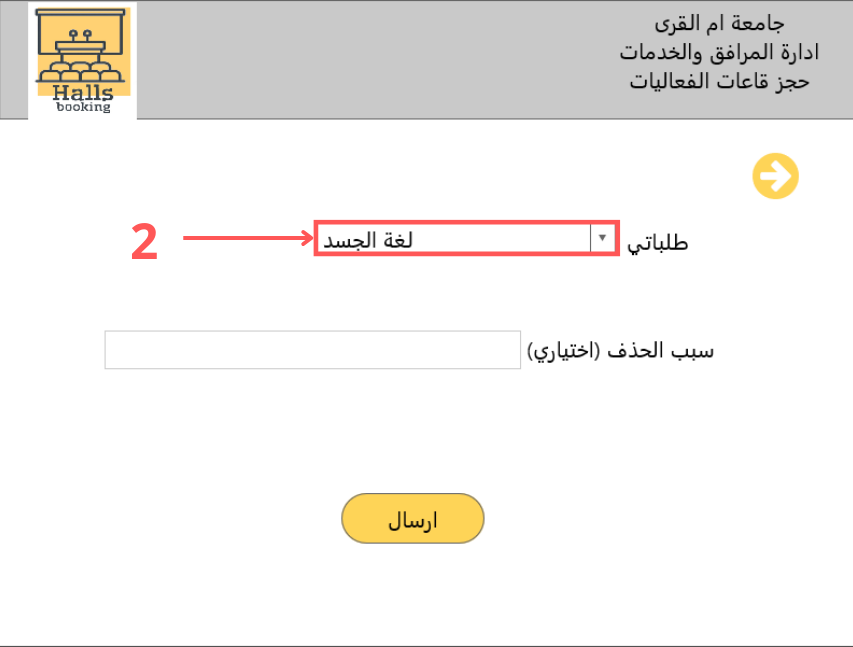 جامعة ام القرى
ادارة المرافق والخدمات
حجز قاعات الفعاليات
Halls
booking
طلباتي
لغة الجسد
2
سبب الحذف (اختياري)
ارسال